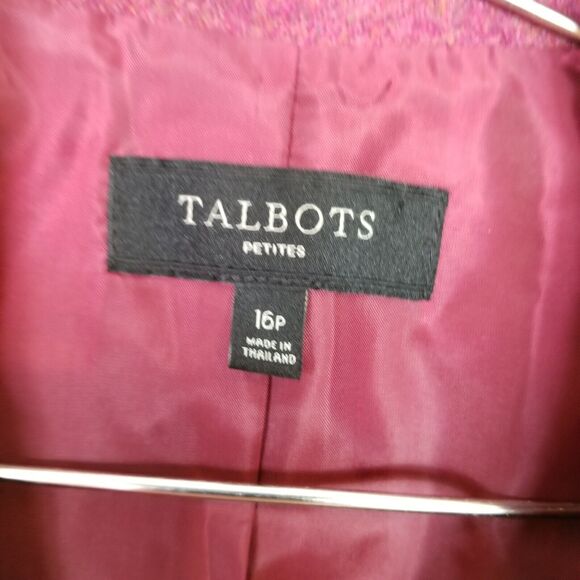 TALBOTS
PETITES
16P
MADE IN
THAILAND